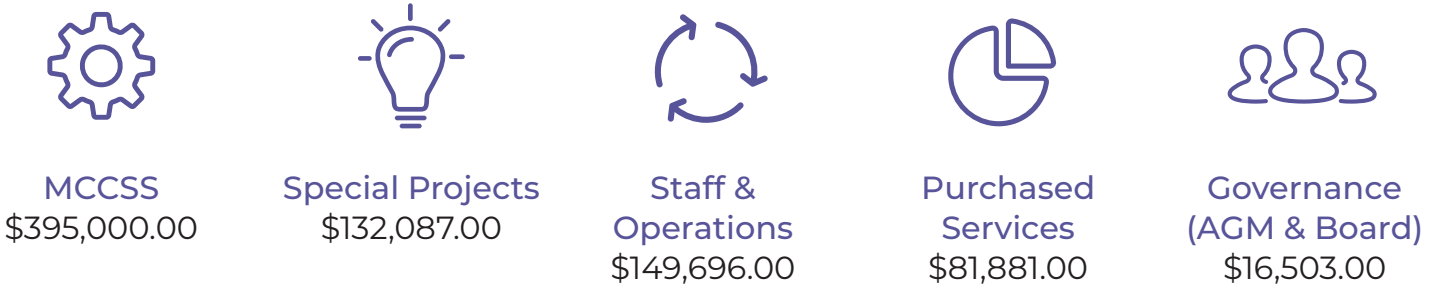 MCCSS
$395,000.00
Special Projects
$132,087.00
Staff &
Operations
$149,696.00
Purchased
Services
$81,881.00
Governance
(AGM & Board)
$16,503.00